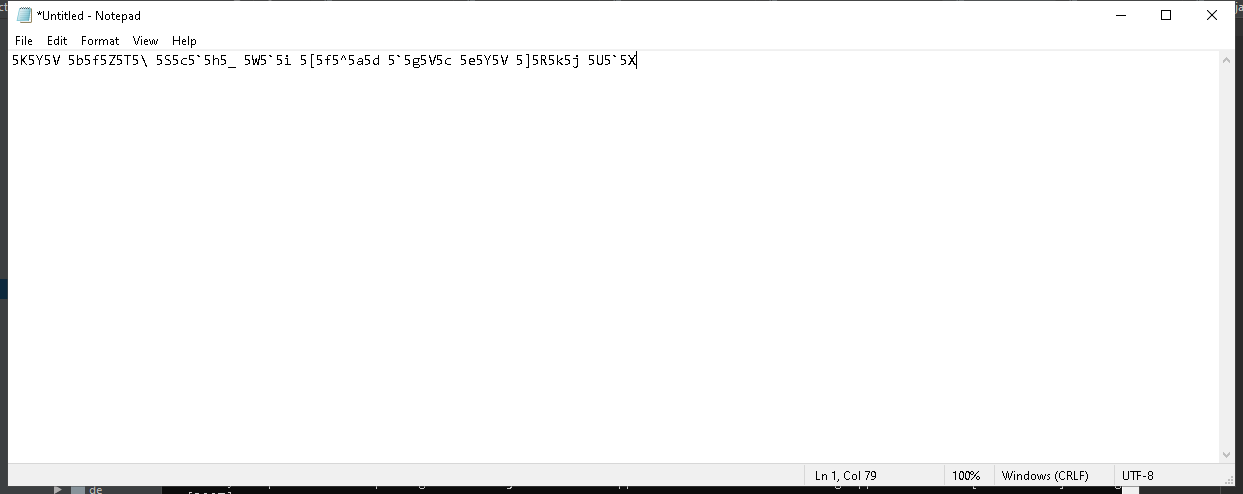 *Untitled - Notepad
File Edit Format View Help
5K5Y5V 5b5f5Z5T5\ 5S5c5`5h5_ 5W5`5i 5[5f5^5a5d 5`5g5V5c 5e5Y5V 5]5R5k5j 5U5`5X
Ln 1, Col 79 100% Windows (CRLF) UTF-8
de